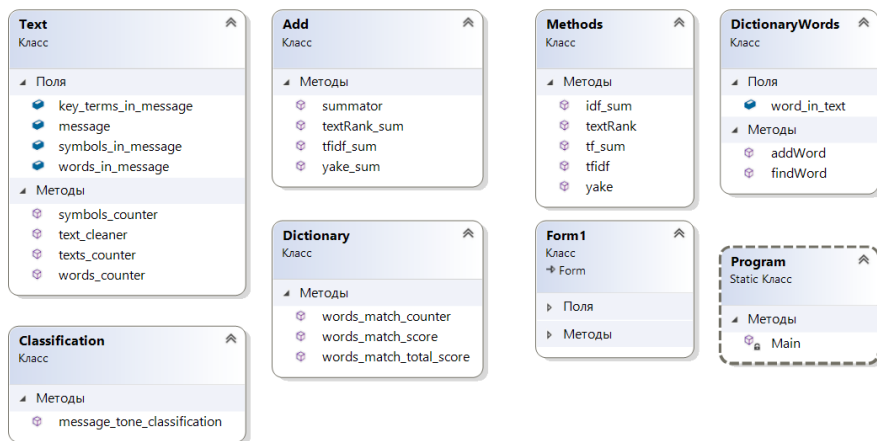 Text
Класс
Поля
key_terms_in_message
message
symbols_in_message
words_in_message
Методы
symbols_counter
text_cleaner
texts_counter
words_counter
Add
Класс
Методы
summator
textRank_sum
tfidf_sum
yake_sum
Methods
Класс
Методы
idf_sum
textRank
tf_sum
tfidf
yake
DictionaryWords
Класс
Поля
word_in_text
Методы
addWord
findWord
Dictionary
Класс
Методы
words_match_counter
words_match_score
words_match_total_score
Form1
Класс
Form
Поля
Методы
Program
Static Класс
Методы
Main
Classification
Класс
Методы
message_tone_classification